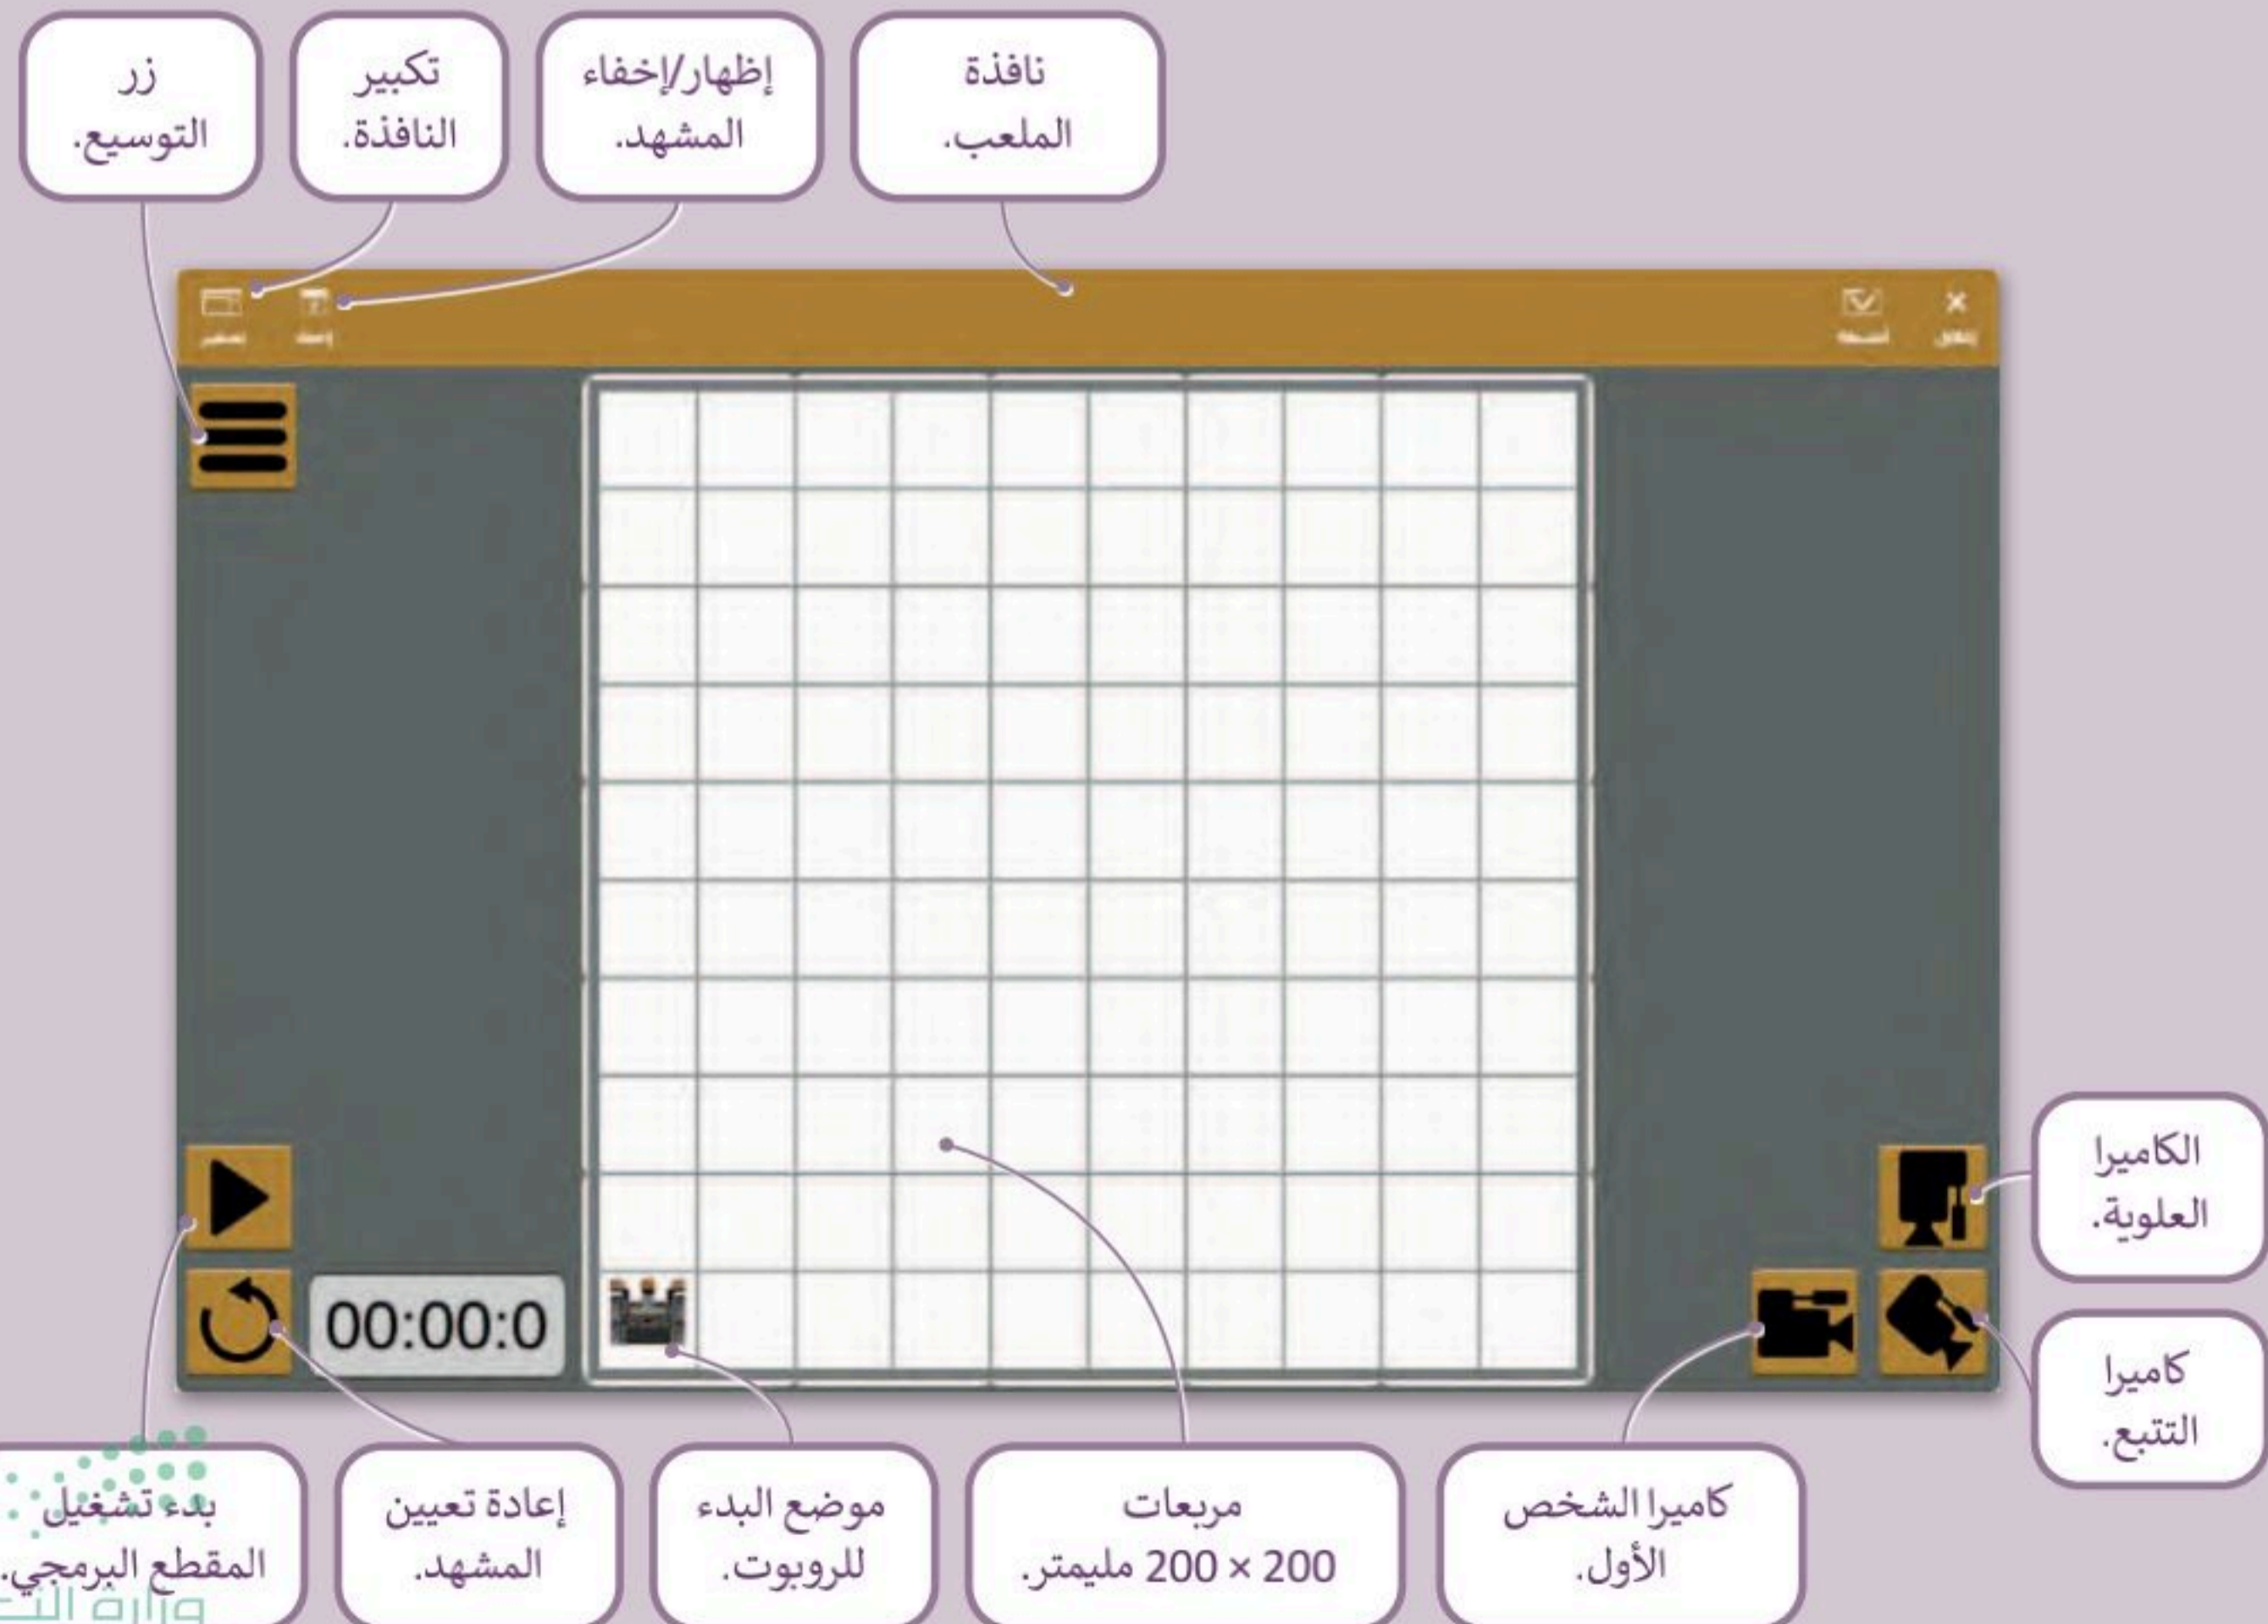 نافذة
الملعب.
إظهار/إخفاء
المشهد.
تكبير
النافذة.
زر
التوسيع.
الكاميرا
العلوية.
كاميرا
التتبع.
00:00:0
كاميرا الشخص
الأول.
مربعات
200 × 200 مليمتر.
موضع البدء
للروبوت.
إعادة تعيين
المشهد.
بدء تشغيل
المقطع البرمجي.
وزارة